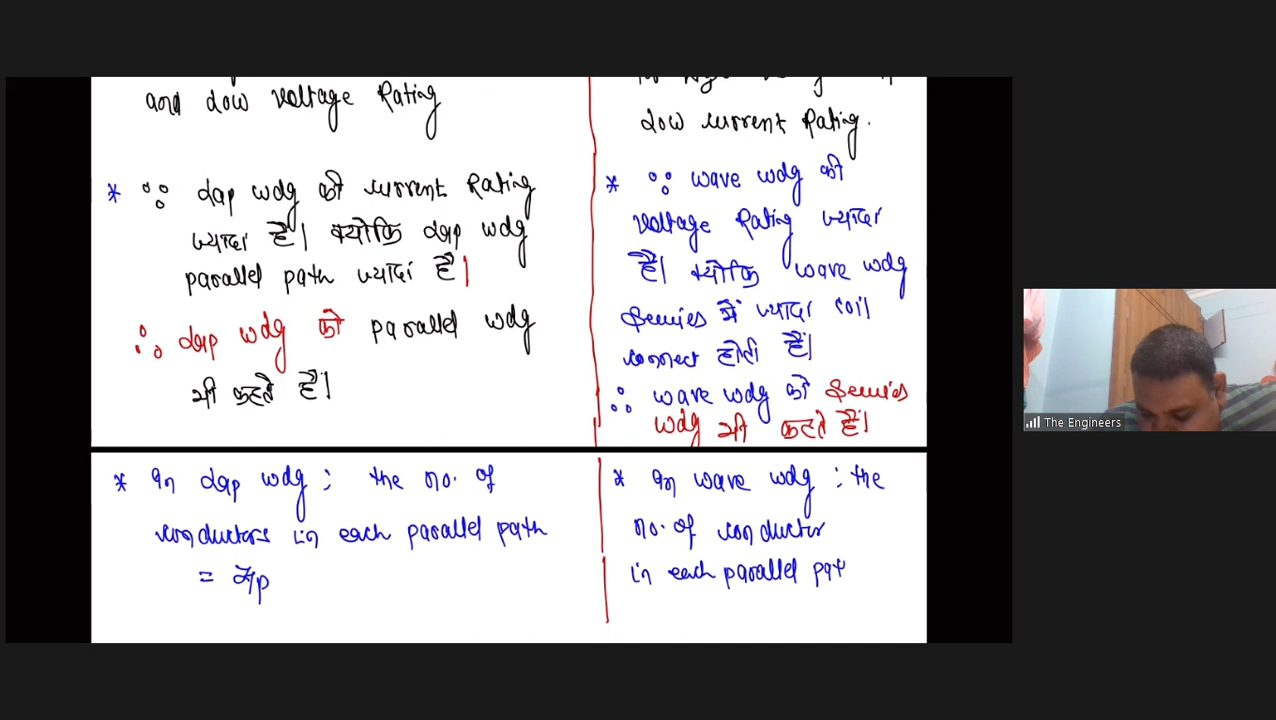 and Low voltage Rating
Low current Rating.
* ∵ Lap wdg की current Rating
ज्यादा है। क्योकि Lap wdg
parallel path ज्यादा है।
∴ Lap wdg को parallel wdg
भी कहते हैं।
* ∵ wave wdg की
voltage Rating ज्यादा
है। क्योकि wave wdg
Series में ज्यादा coil
connect होती हैं।
∴ wave wdg को Series
wdg भी कहते हैं।
* In Lap wdg ; the no. of
conductors in each parallel path
= Z/p
* In wave wdg ; the
no. of conductor
in each parallel pat
The Engineers